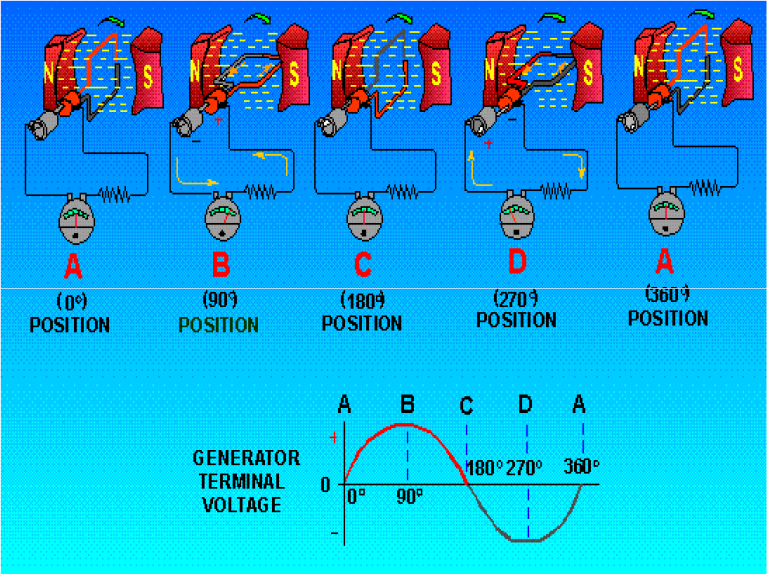 N S N S N S N S N S
+ − − +
A B C D A
(0°) (90°) (180°) (270°) (360°)
POSITION POSITION POSITION POSITION POSITION
A B C D A
+
GENERATOR
TERMINAL
VOLTAGE
0 0° 90° 180° 270° 360°
−